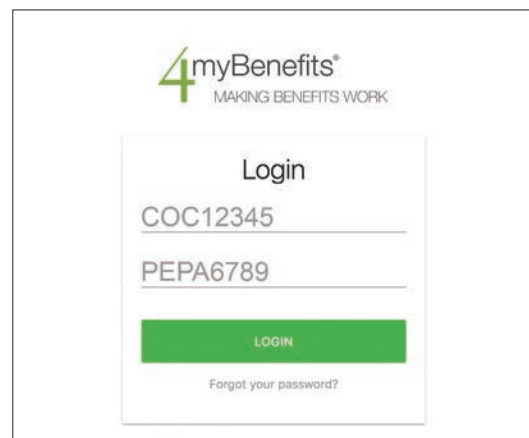 4myBenefits®
MAKING BENEFITS WORK
Login
COC12345
PEPA6789
LOGIN
Forgot your password?